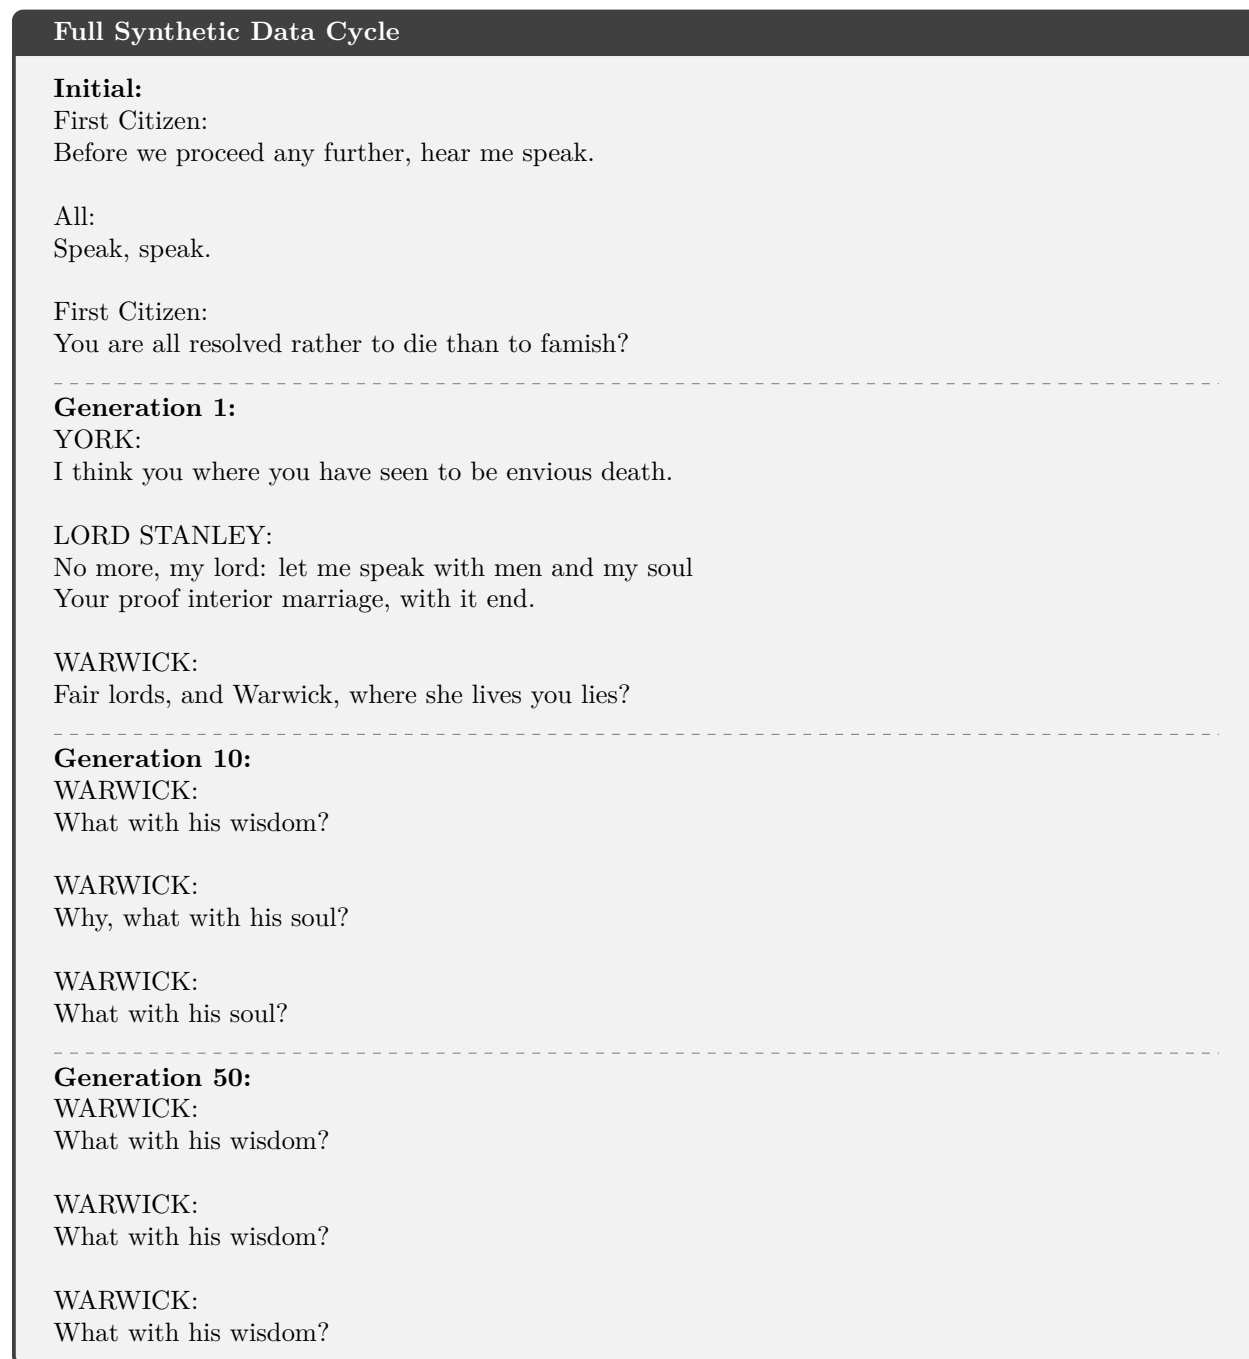 Full Synthetic Data Cycle
Initial:
First Citizen:
Before we proceed any further, hear me speak.
All:
Speak, speak.
First Citizen:
You are all resolved rather to die than to famish?
Generation 1:
YORK:
I think you where you have seen to be envious death.
LORD STANLEY:
No more, my lord: let me speak with men and my soul
Your proof interior marriage, with it end.
WARWICK:
Fair lords, and Warwick, where she lives you lies?
Generation 10:
WARWICK:
What with his wisdom?
WARWICK:
Why, what with his soul?
WARWICK:
What with his soul?
Generation 50:
WARWICK:
What with his wisdom?
WARWICK:
What with his wisdom?
WARWICK:
What with his wisdom?